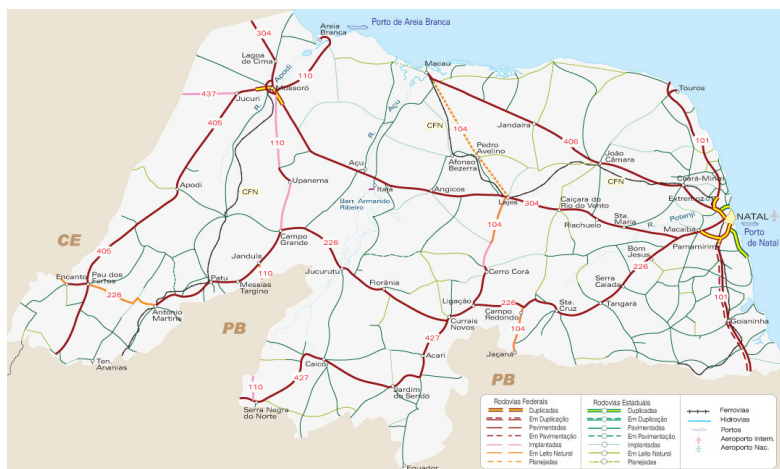 Porto de Areia Branca
304
Areia
Branca
Lagoa
de Cima
110
Apodi
Macau
Mossoró
R.
437
Jucuri
Touros
405
R. Açu
CFN
104
Jandaíra
101
Pedro
Avelino
406
110
João
Câmara
Afonso
Bezerra
Açu
CFN
Ceará-Mirim
Upanema
Itajá
Apodi
Angicos
Extremoz
CFN
Lajes
304
Caiçara do
Rio do Vento
Barr. Armando
Ribeiro
Sta.
Maria
Riachuelo
R. Potenji
NATAL
Macaíba
Porto
de Natal
104
Campo
Grande
CE
226
Parnamirim
405
Bom
Jesus
Janduís
226
Cerro Corá
110
Encanto
Pau dos
Ferros
Patu
Messias
Targino
Jucurutu
Serra
Caiada
Florânia
226
101
Ligação
226
Antonio
Martins
Campo
Redondo
Sta.
Cruz
Tangará
Currais
Novos
Goianinha
PB
104
427
Acari
Jaçanã
Ten.
Ananias
Caicó
427
PB
110
Jardim
do Seridó
Serra Negra
do Norte
Equador
Rodovias Federais
Duplicadas
Em Duplicação
Pavimentadas
Em Pavimentação
Implantadas
Em Leito Natural
Planejadas
Rodovias Estaduais
Duplicadas
Em Duplicação
Pavimentadas
Em Pavimentação
Implantadas
Em Leito Natural
Planejadas
Ferrovias
Hidrovias
Portos
Aeroporto Intern.
Aeroporto Nac.